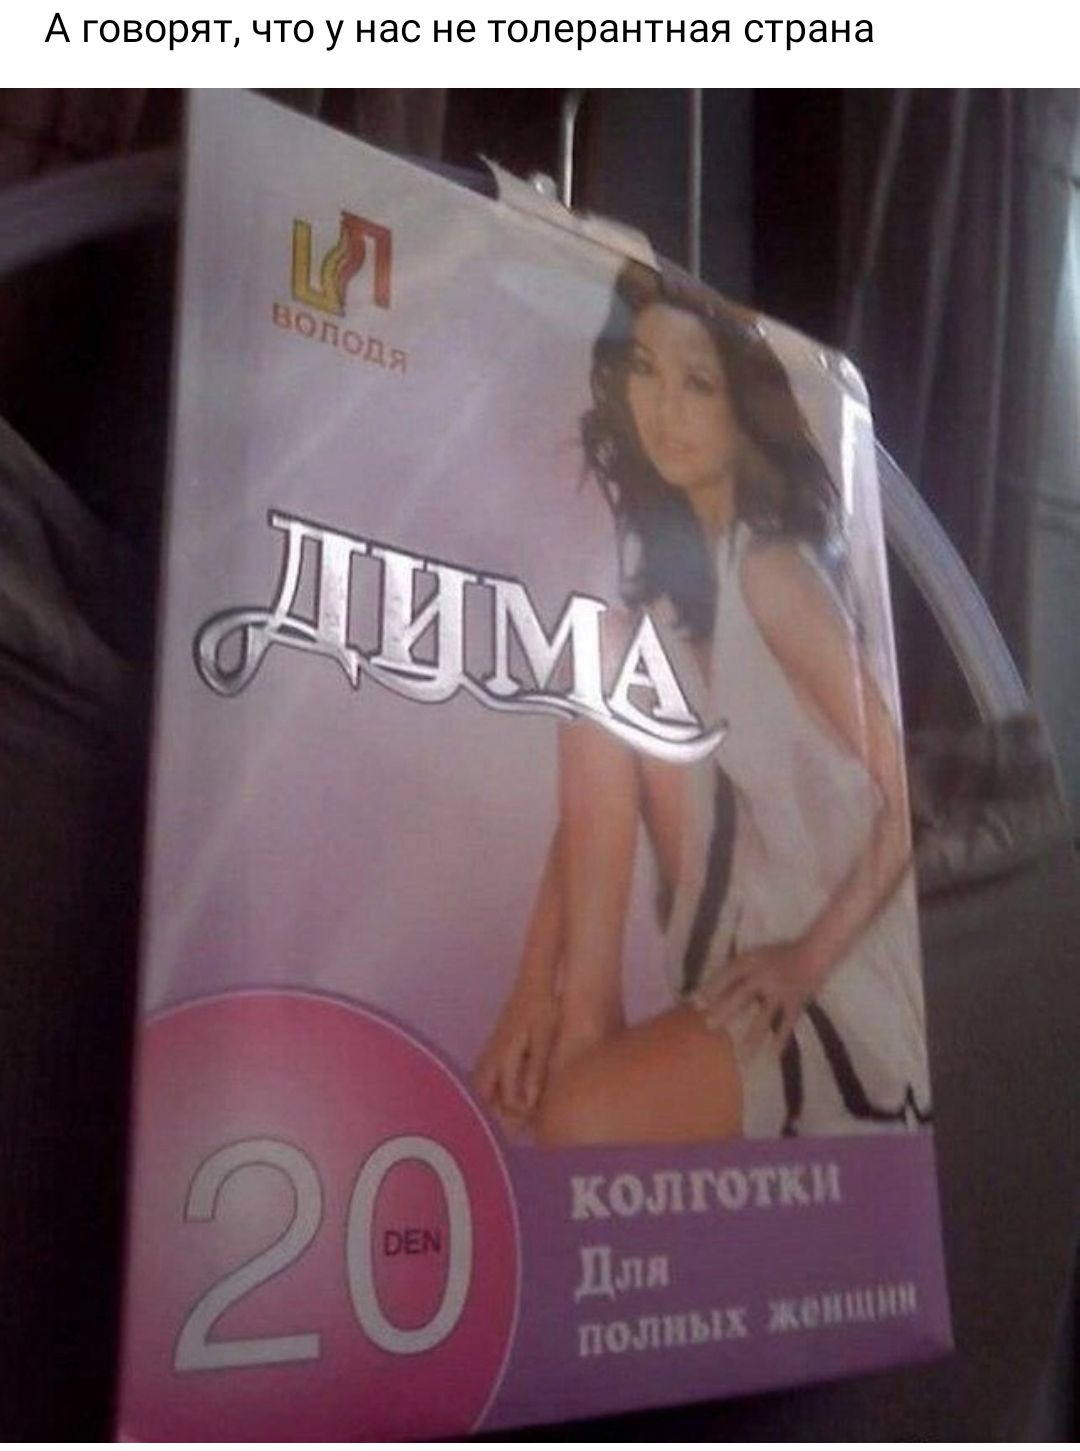 А говорят, что у нас не толерантная страна
ВОЛОДЯ
ДИМА
20
DEN
КОЛГОТКИ
Для
полных женщин